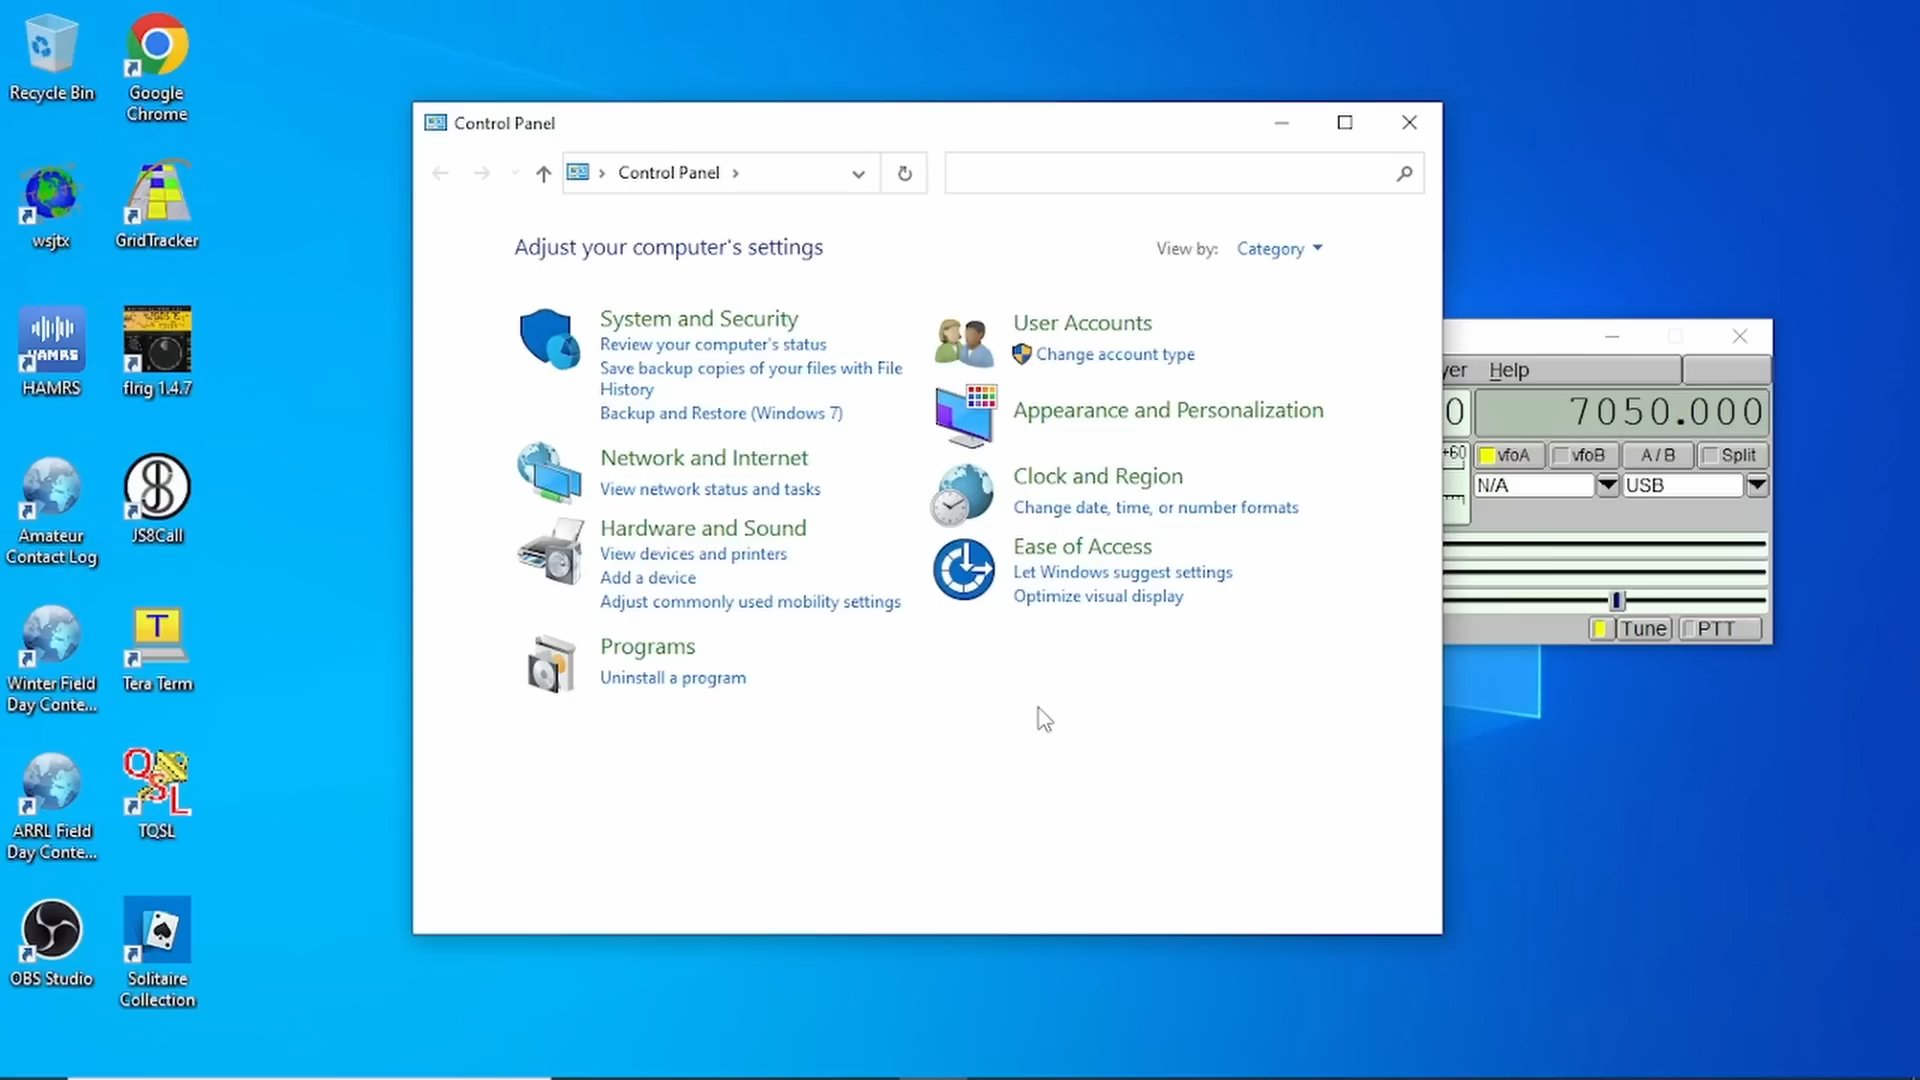 Recycle Bin
Google
Chrome
wsjtx
GridTracker
HAMRS
HAMRS
flrig 1.4.7
Amateur
Contact Log
JS8Call
Winter Field
Day Conte...
T
Tera Term
ARRL Field
Day Conte...
QSL
TQSL
OBS Studio
Solitaire
Collection
Control Panel
Control Panel
Adjust your computer's settings
View by: Category
System and Security
Review your computer's status
Save backup copies of your files with File
History
Backup and Restore (Windows 7)
Network and Internet
View network status and tasks
Hardware and Sound
View devices and printers
Add a device
Adjust commonly used mobility settings
Programs
Uninstall a program
User Accounts
Change account type
Appearance and Personalization
Clock and Region
Change date, time, or number formats
Ease of Access
Let Windows suggest settings
Optimize visual display
yer Help
0 7050.000
+60 vfoA vfoB A/B Split
N/A USB
Tune PTT